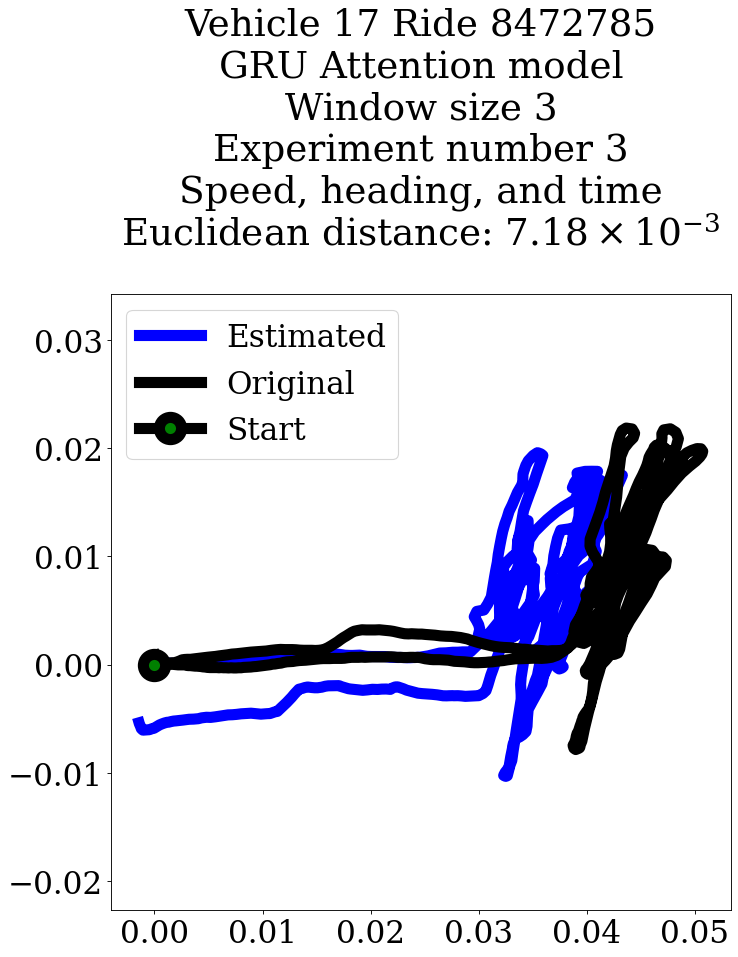 Vehicle 17 Ride 8472785
GRU Attention model
Window size 3
Experiment number 3
Speed, heading, and time
Euclidean distance: 7.18 × 10⁻³
Estimated
Original
Start
0.03
0.02
0.01
0.00
−0.01
−0.02
0.00 0.01 0.02 0.03 0.04 0.05